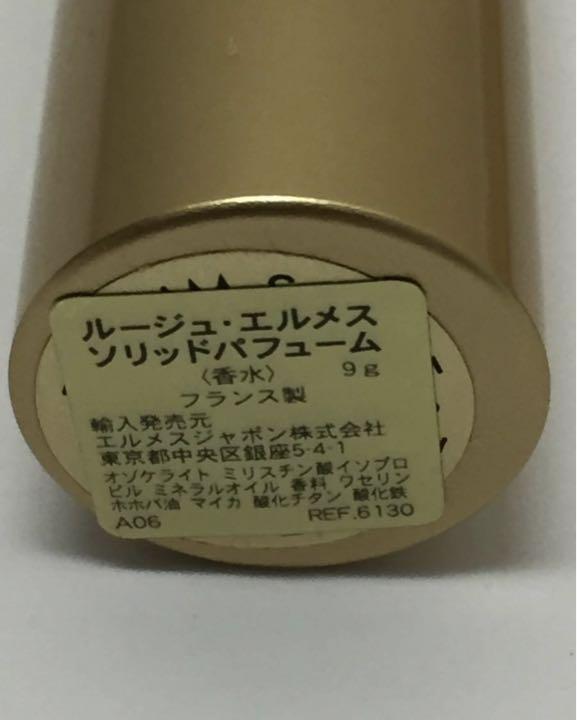 ルージュ・エルメス
ソリッドパフューム
〈香水〉 9g
フランス製
輸入発売元
エルメスジャポン株式会社
東京都中央区銀座5-4-1
オゾケライト ミリスチン酸イソプロ
ピル ミネラルオイル 香料 ワセリン
ホホバ油 マイカ 酸化チタン 酸化鉄
A06 REF.6130